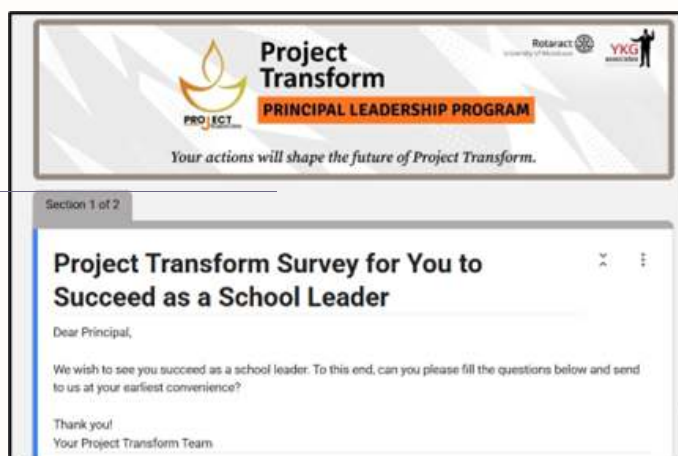 Project
Transform
PRINCIPAL LEADERSHIP PROGRAM
Rotaract
YKG
ASSOCIATES
PROJECT
Your actions will shape the future of Project Transform.
Section 1 of 2
Project Transform Survey for You to
Succeed as a School Leader
Dear Principal,
We wish to see you succeed as a school leader. To this end, can you please fill the questions below and send
to us at your earliest convenience?
Thank you!
Your Project Transform Team